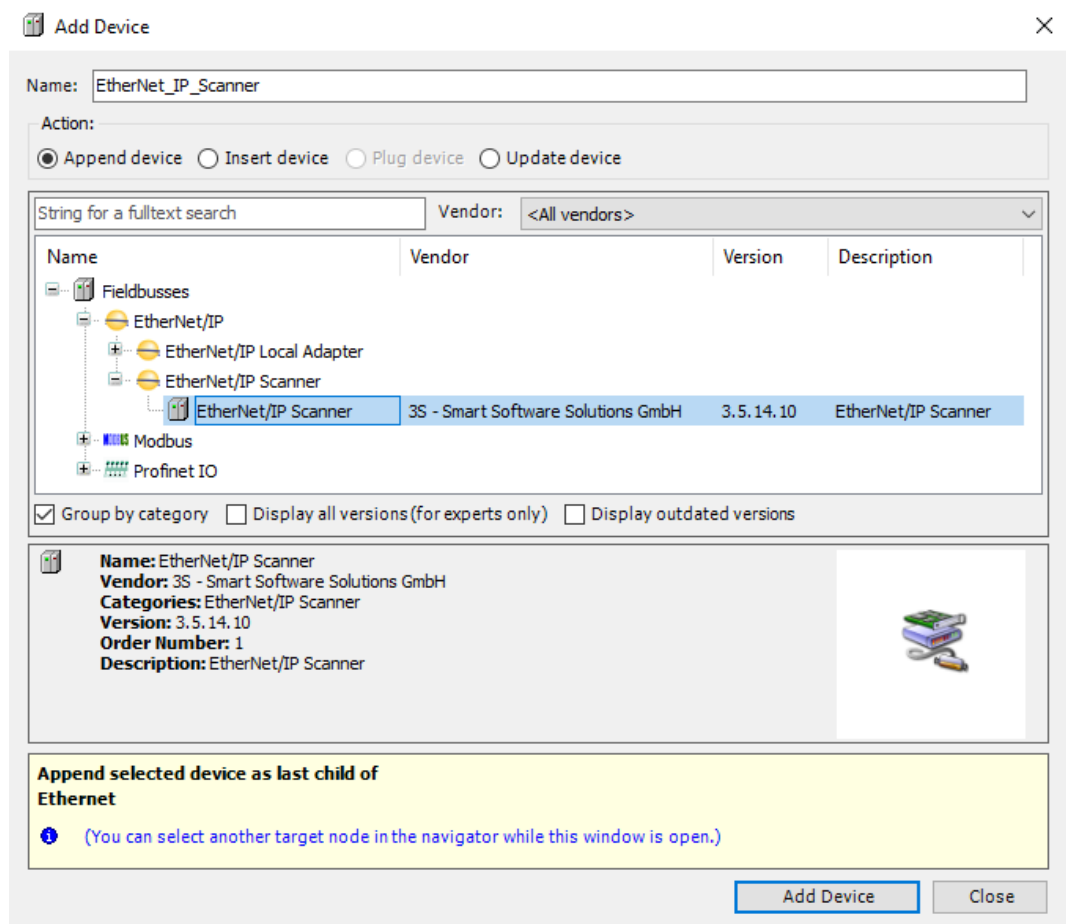 Add Device
Name: EtherNet_IP_Scanner
Action:
Append device Insert device Plug device Update device
String for a fulltext search Vendor: <All vendors>
Name Vendor Version Description
Fieldbusses
EtherNet/IP
EtherNet/IP Local Adapter
EtherNet/IP Scanner
EtherNet/IP Scanner 3S - Smart Software Solutions GmbH 3.5.14.10 EtherNet/IP Scanner
MODBUS Modbus
Profinet IO
Group by category Display all versions (for experts only) Display outdated versions
Name: EtherNet/IP Scanner
Vendor: 3S - Smart Software Solutions GmbH
Categories: EtherNet/IP Scanner
Version: 3.5.14.10
Order Number: 1
Description: EtherNet/IP Scanner
Append selected device as last child of
Ethernet
(You can select another target node in the navigator while this window is open.)
Add Device Close